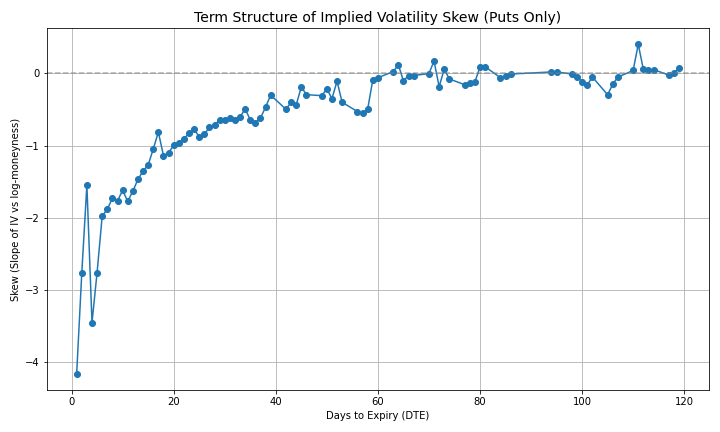 Term Structure of Implied Volatility Skew (Puts Only)
Skew (Slope of IV vs log-moneyness)
0
−1
−2
−3
−4
0 20 40 60 80 100 120
Days to Expiry (DTE)